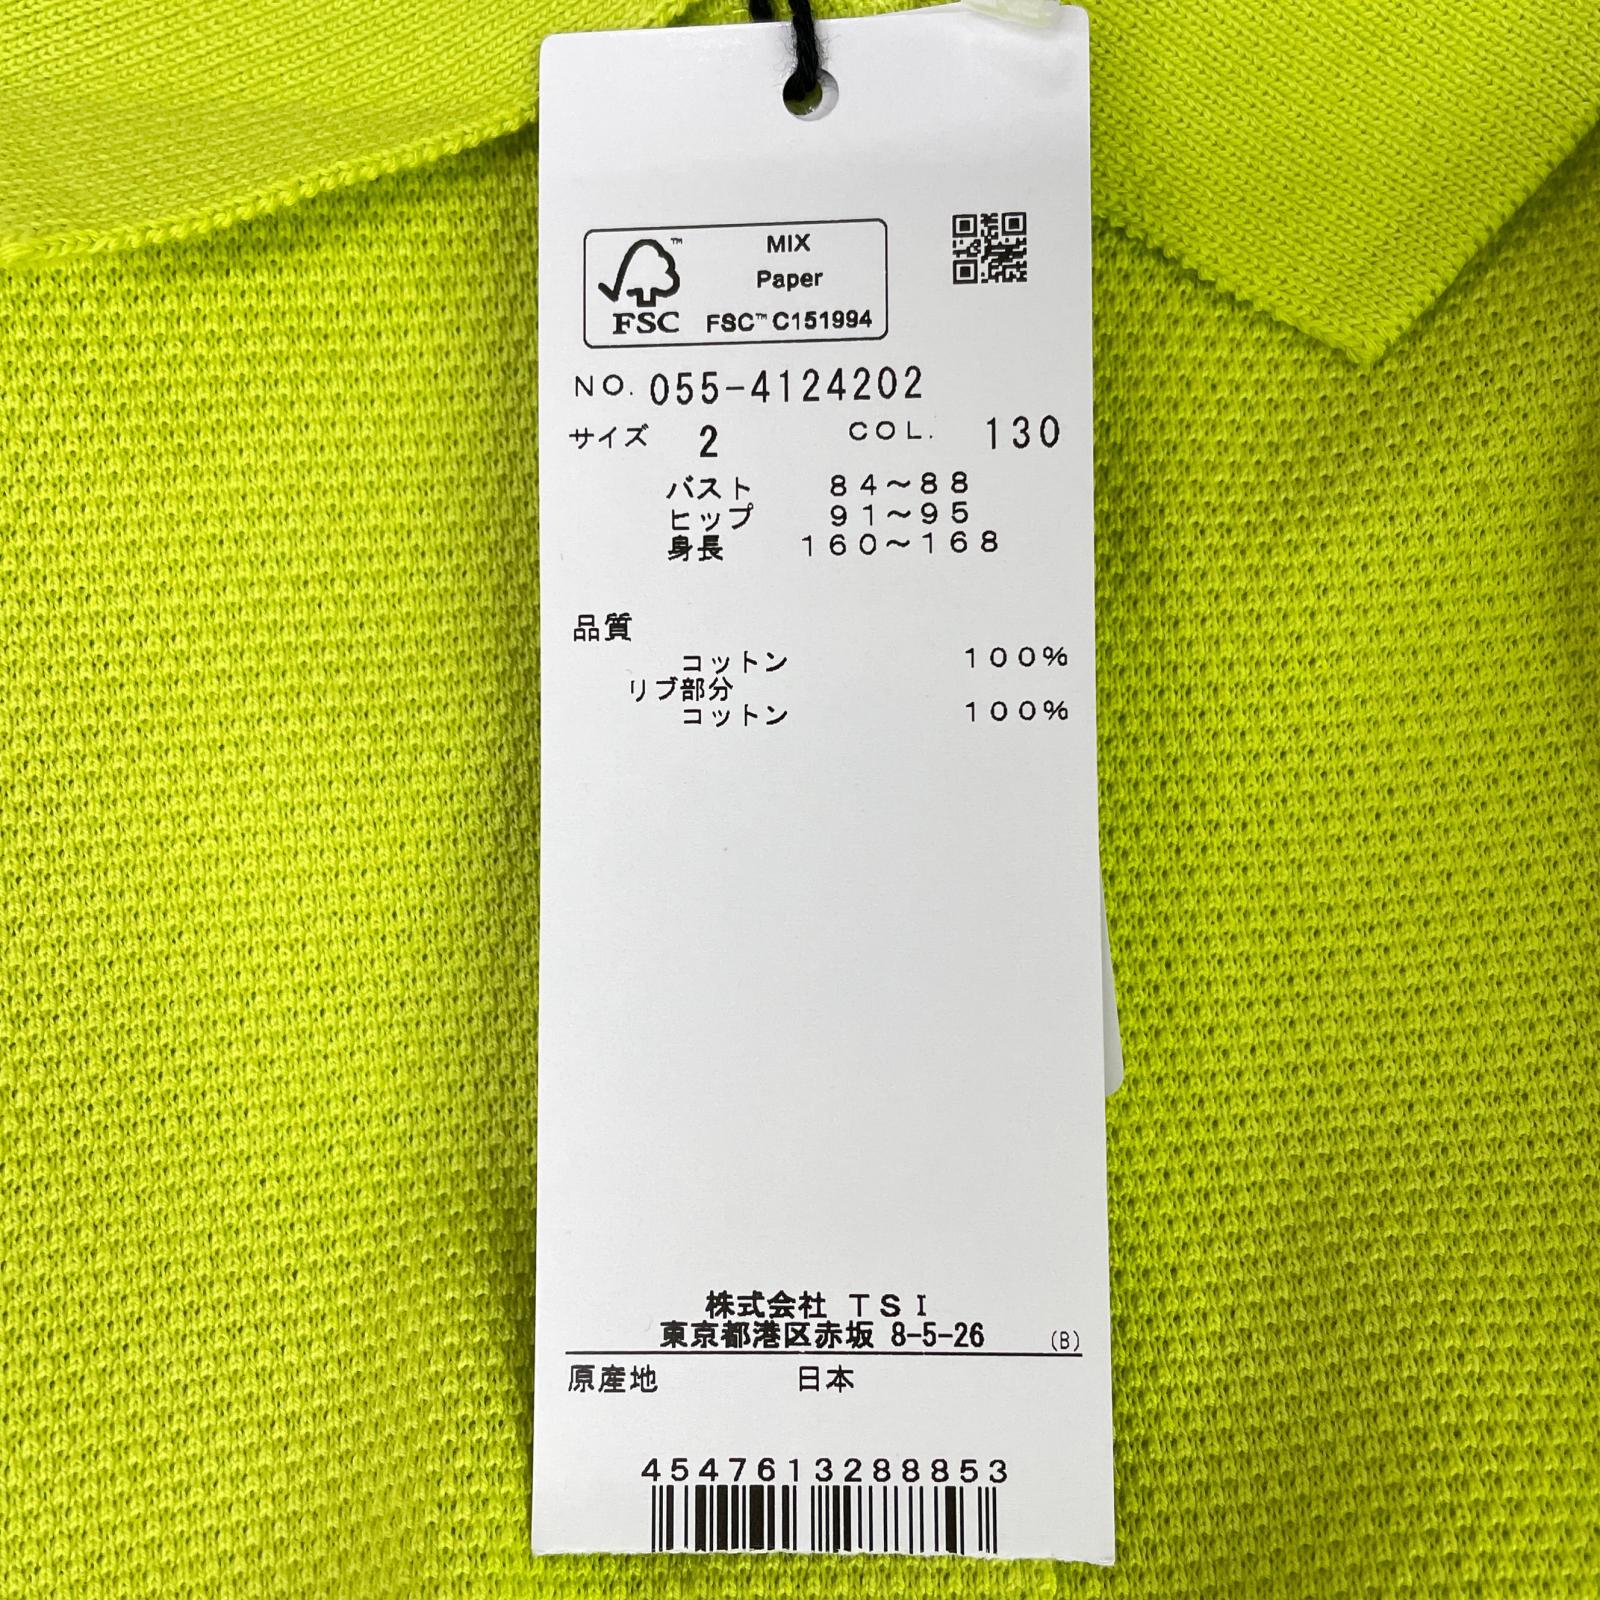 MIX
Paper
FSC™
FSC™ C151994
NO. 055-4124202
サイズ 2 COL. 130
バスト 84〜88
ヒップ 91〜95
身長 160〜168
品質
コットン 100%
リブ部分
コットン 100%
株式会社 TSI
東京都港区赤坂 8-5-26 (B)
原産地 日本
4547613288853